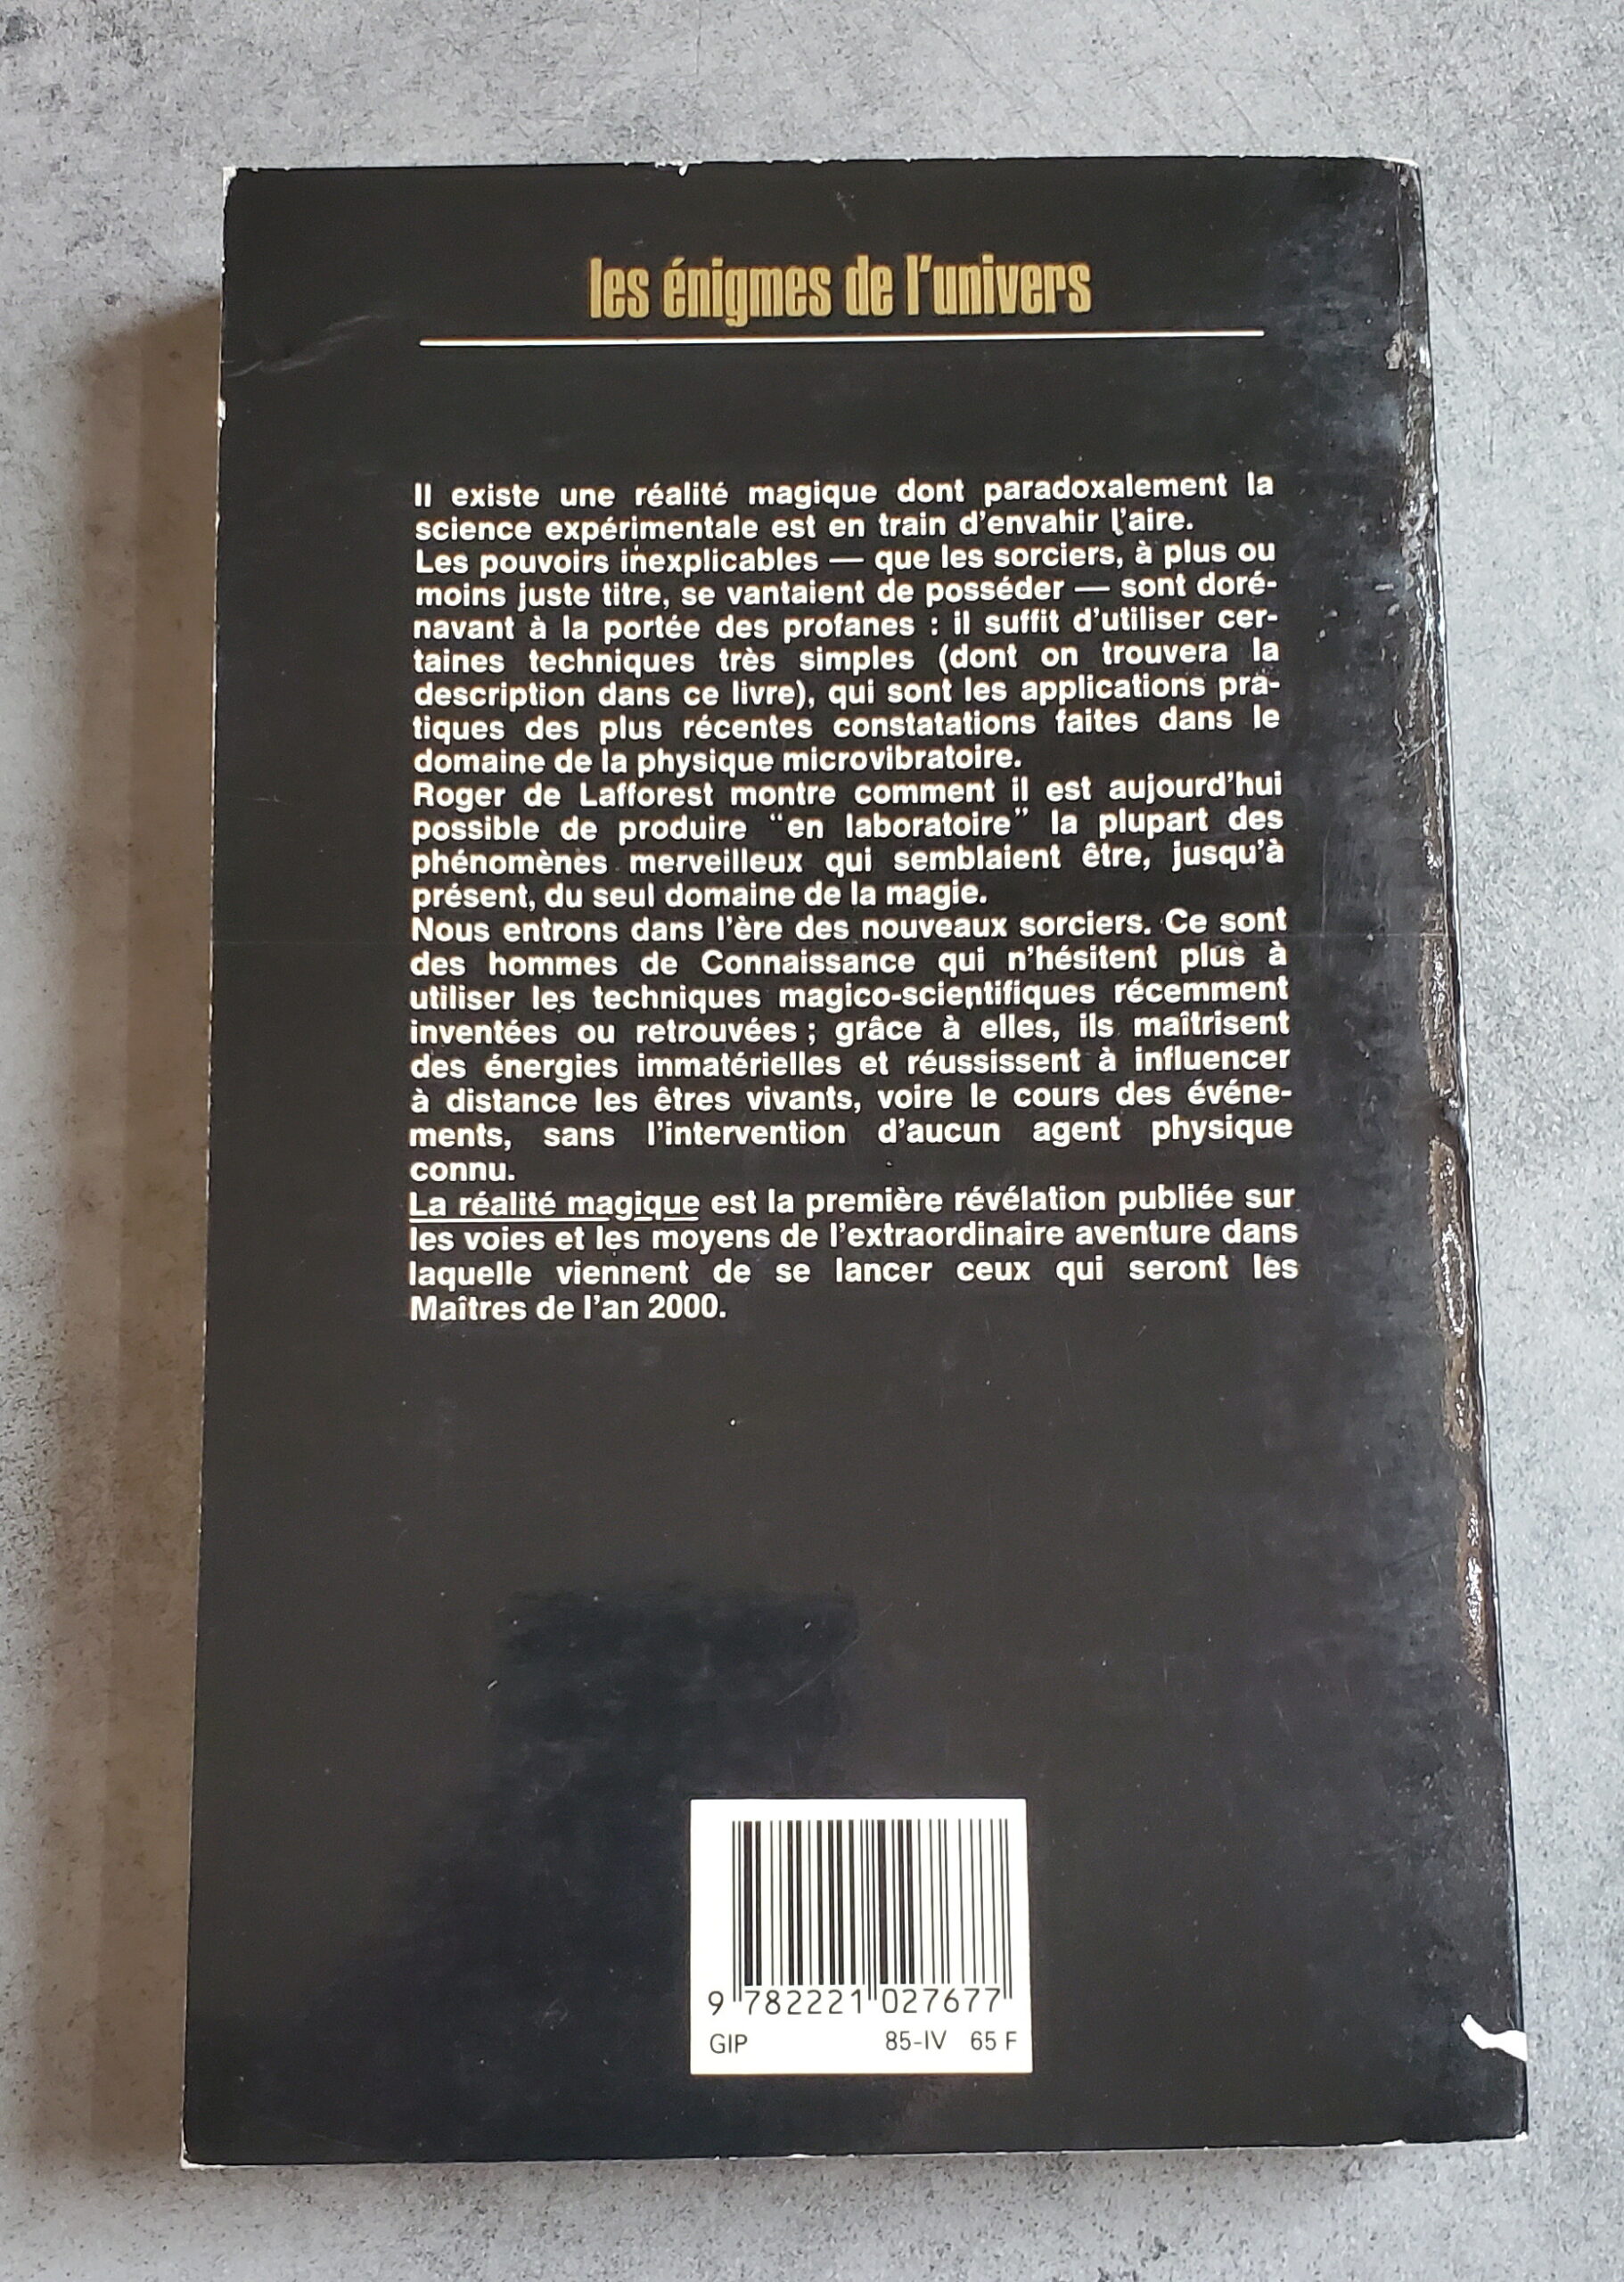 les énigmes de l'univers
Il existe une réalité magique dont paradoxalement la
science expérimentale est en train d'envahir l'aire.
Les pouvoirs inexplicables — que les sorciers, à plus ou
moins juste titre, se vantaient de posséder — sont doré-
navant à la portée des profanes : il suffit d'utiliser cer-
taines techniques très simples (dont on trouvera la
description dans ce livre), qui sont les applications pra-
tiques des plus récentes constatations faites dans le
domaine de la physique microvibratoire.
Roger de Lafforest montre comment il est aujourd'hui
possible de produire "en laboratoire" la plupart des
phénomènes merveilleux qui semblaient être, jusqu'à
présent, du seul domaine de la magie.
Nous entrons dans l'ère des nouveaux sorciers. Ce sont
des hommes de Connaissance qui n'hésitent plus à
utiliser les techniques magico-scientifiques récemment
inventées ou retrouvées ; grâce à elles, ils maîtrisent
des énergies immatérielles et réussissent à influencer
à distance les êtres vivants, voire le cours des événe-
ments, sans l'intervention d'aucun agent physique
connu.
La réalité magique est la première révélation publiée sur
les voies et les moyens de l'extraordinaire aventure dans
laquelle viennent de se lancer ceux qui seront les
Maîtres de l'an 2000.
9 782221 027677
GIP 85-IV 65 F